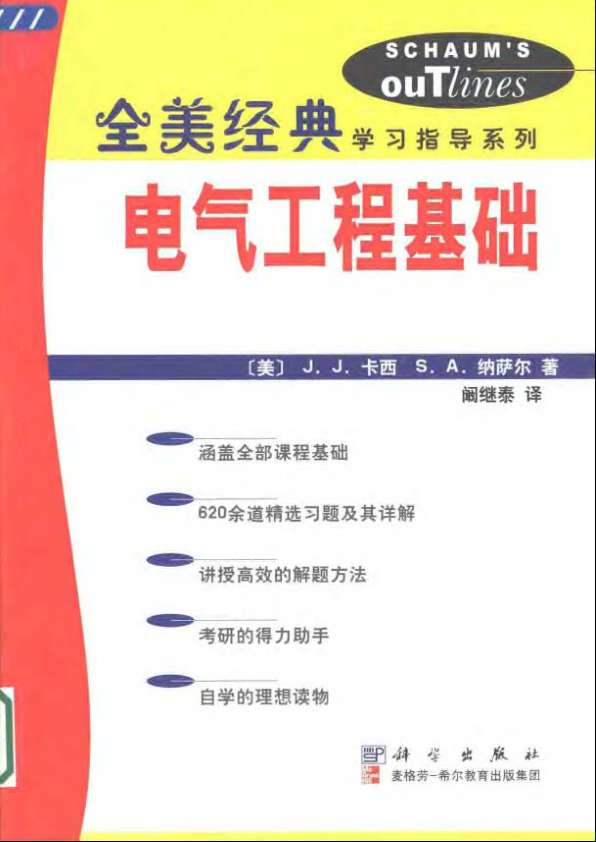 SCHAUM'S
ouTlines
全美经典学习指导系列
电气工程基础
〔美〕 J. J. 卡西 S. A. 纳萨尔 著
阚继泰 译
涵盖全部课程基础
620余道精选习题及其详解
讲授高效的解题方法
考研的得力助手
自学的理想读物
科学出版社
麦格劳-希尔教育出版集团